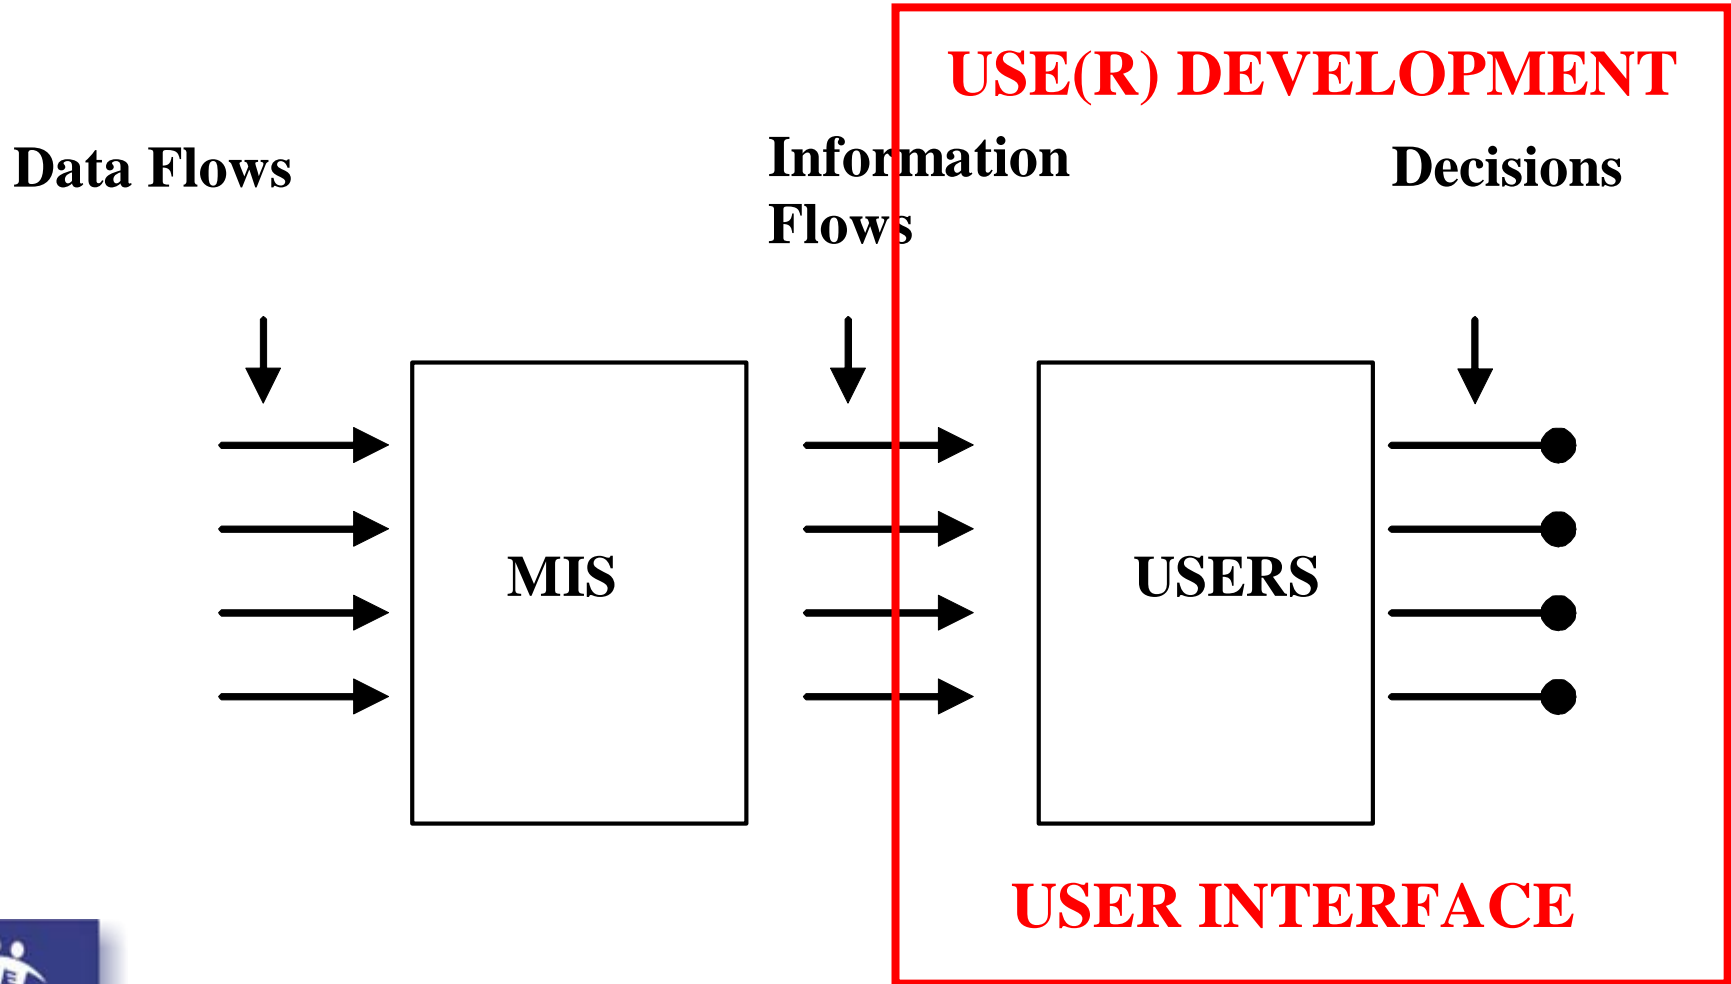 USE(R) DEVELOPMENT
Data Flows
Information
Flows
Decisions
MIS
USERS
USER INTERFACE